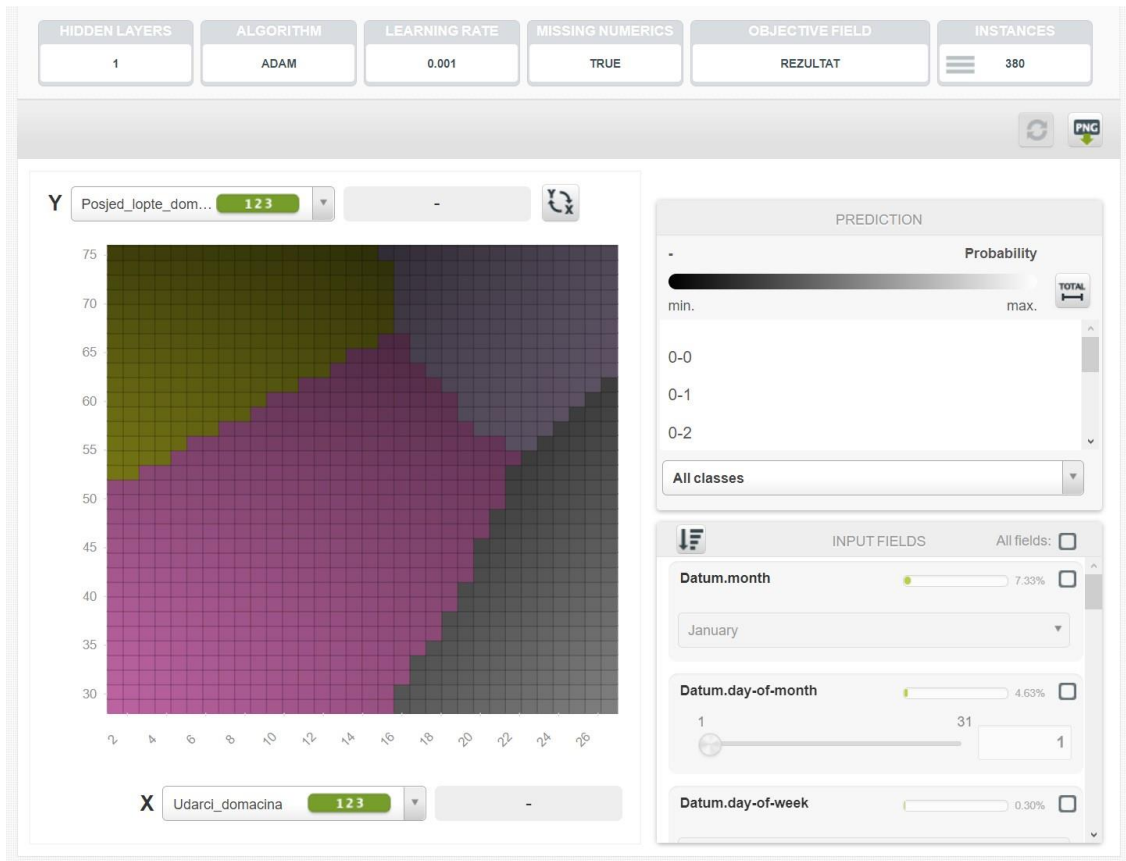 HIDDEN LAYERS ALGORITHM LEARNING RATE MISSING NUMERICS OBJECTIVE FIELD INSTANCES
1 ADAM 0.001 TRUE REZULTAT 380
PNG
Y Posjed_lopte_dom... 123 - Y X
PREDICTION
- Probability
TOTAL
min. max.
0-0
0-1
0-2
All classes
75
70
65
60
55
50
45
40
35
30
2 4 6 8 10 12 14 16 18 20 22 24 26
X Udarci_domacina 123 -
INPUT FIELDS All fields:
Datum.month 7.33%
January
Datum.day-of-month 4.63%
1 31
1
Datum.day-of-week 0.30%